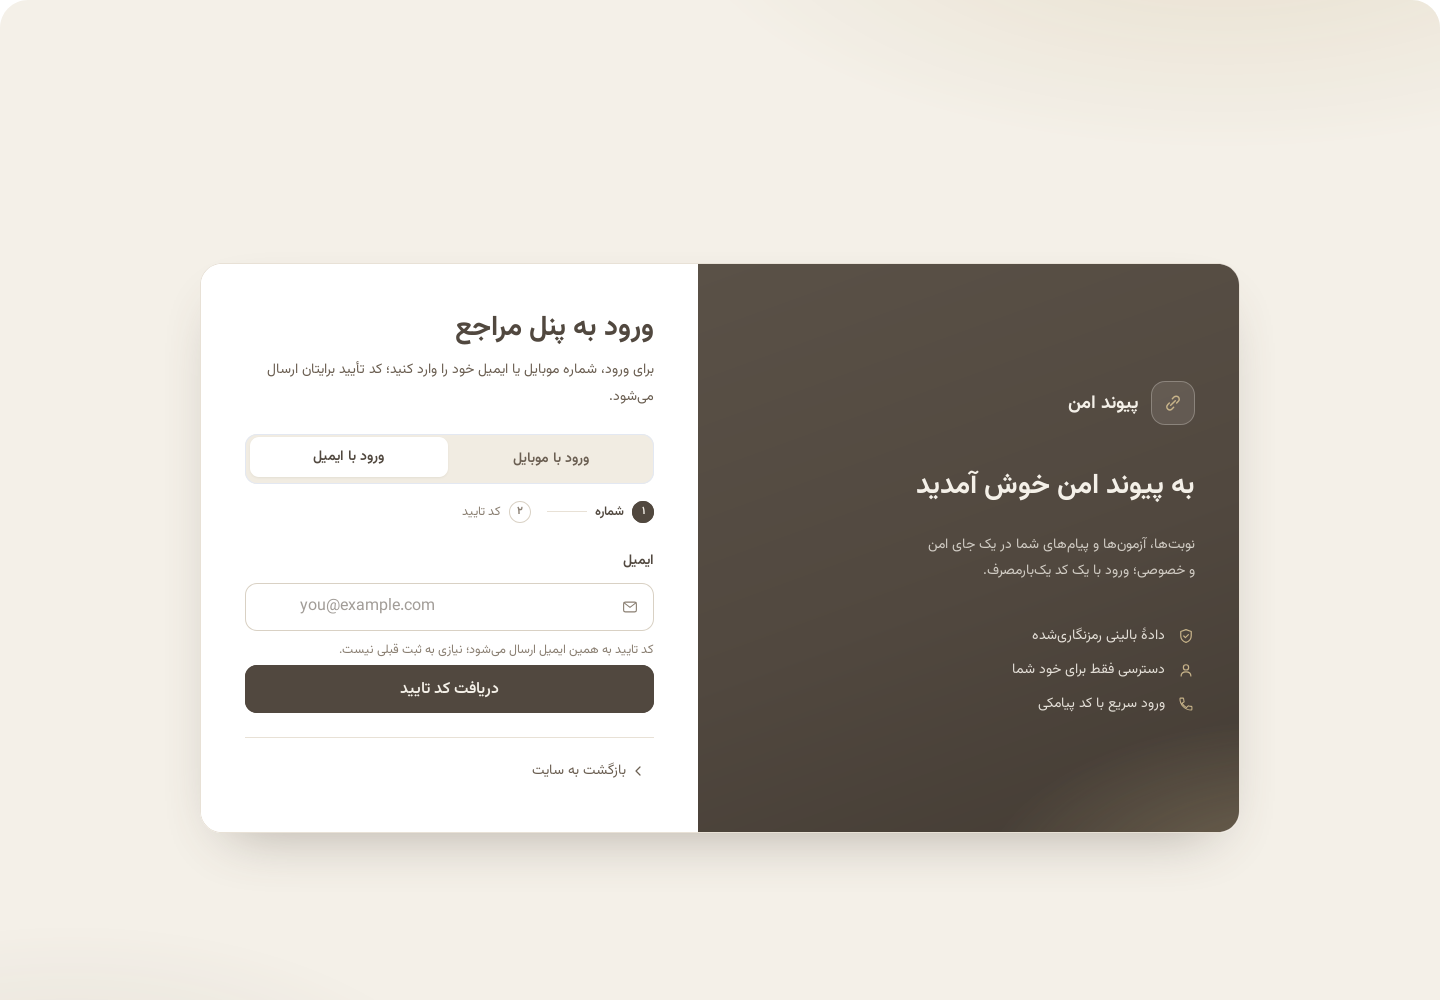 پیوند امن
به پیوند امن خوش آمدید
نوبت‌ها، آزمون‌ها و پیام‌های شما در یک جای امن
و خصوصی؛ ورود با یک کد یک‌بارمصرف.
دادهٔ بالینی رمزنگاری‌شده
دسترسی فقط برای خود شما
ورود سریع با کد پیامکی
ورود به پنل مراجع
برای ورود، شماره موبایل یا ایمیل خود را وارد کنید؛ کد تأیید برایتان ارسال
می‌شود.
ورود با موبایل
ورود با ایمیل
۱ شماره
۲ کد تایید
ایمیل
you@example.com
کد تایید به همین ایمیل ارسال می‌شود؛ نیازی به ثبت قبلی نیست.
دریافت کد تایید
بازگشت به سایت